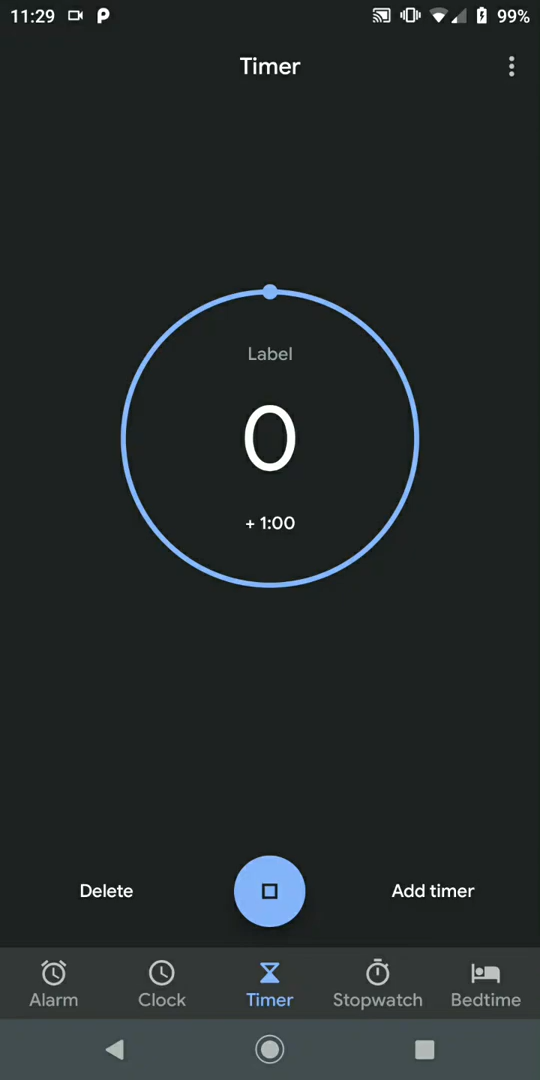 11:29 99%
Timer
Label
0
+ 1:00
Delete Add timer
Alarm Clock Timer Stopwatch Bedtime